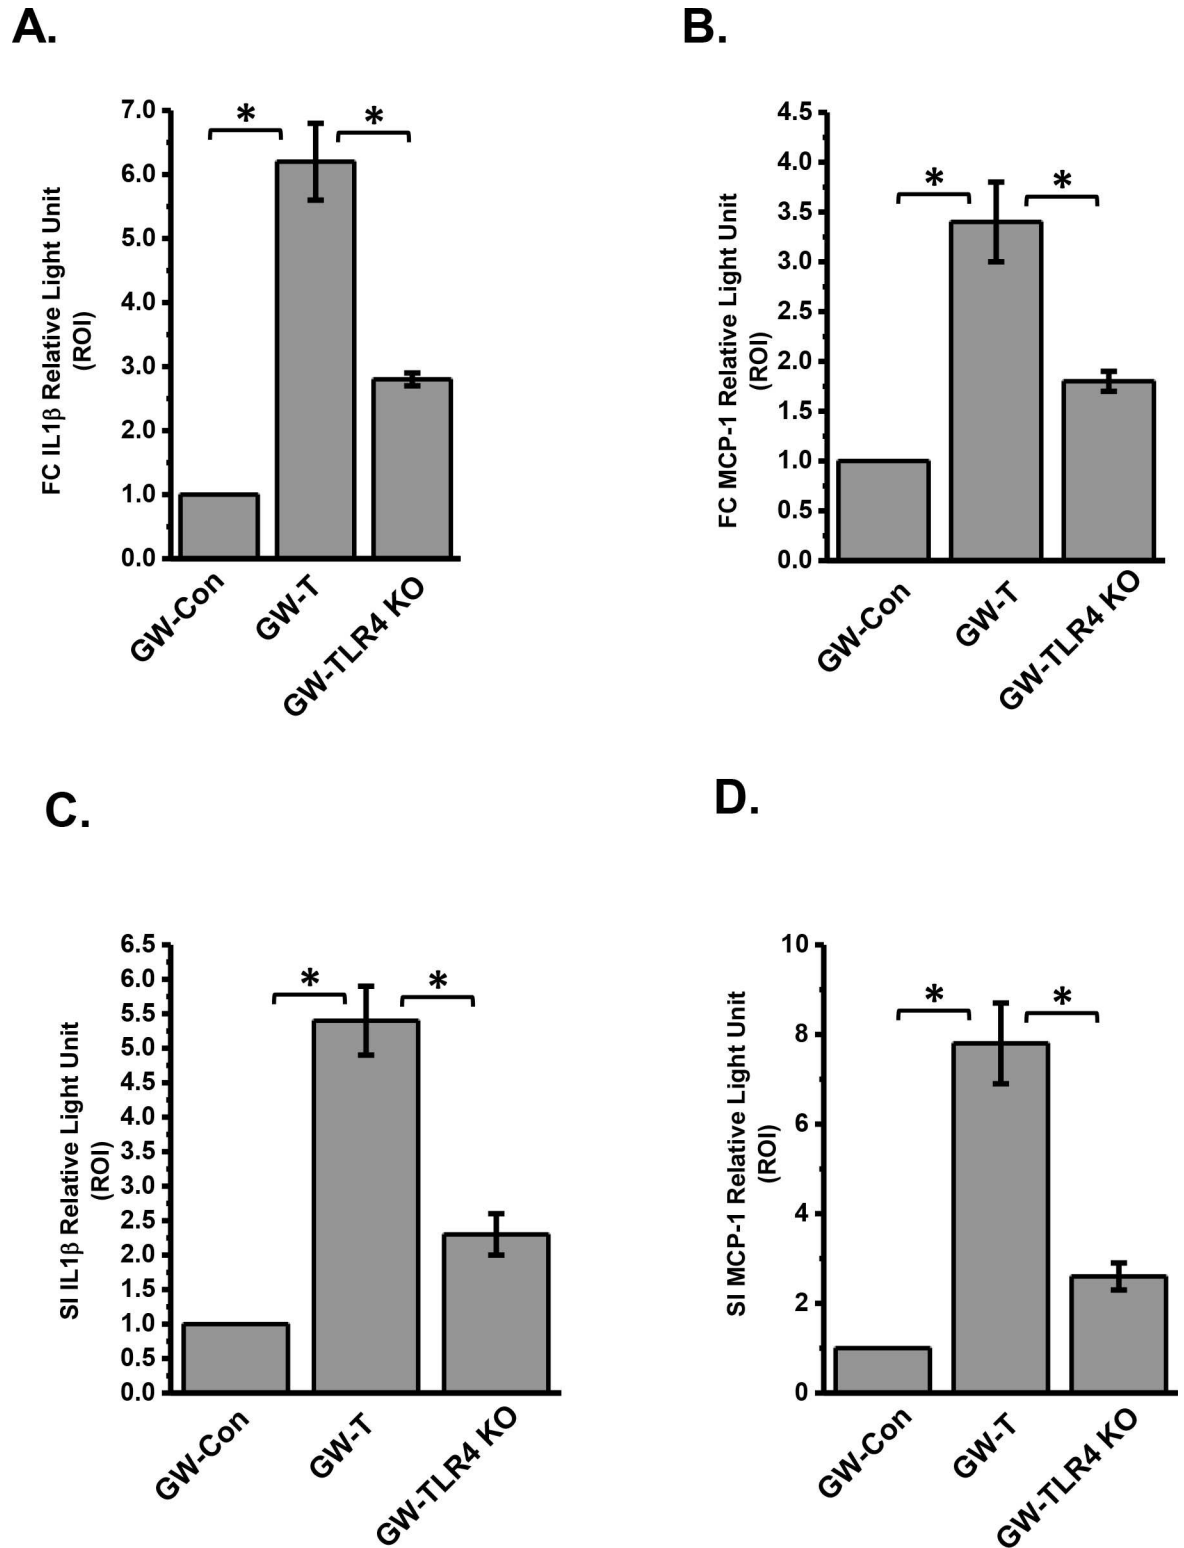 A.
FC IL1β Relative Light Unit
(ROI)
7.0
6.0
5.0
4.0
3.0
2.0
1.0
0.0
*
*
GW-Con
GW-T
GW-TLR4 KO
B.
FC MCP-1 Relative Light Unit
(ROI)
4.5
4.0
3.5
3.0
2.5
2.0
1.5
1.0
0.5
0.0
*
*
GW-Con
GW-T
GW-TLR4 KO
C.
SI IL1β Relative Light Unit
(ROI)
6.5
6.0
5.5
5.0
4.5
4.0
3.5
3.0
2.5
2.0
1.5
1.0
0.5
0.0
*
*
GW-Con
GW-T
GW-TLR4 KO
D.
SI MCP-1 Relative Light Unit
(ROI)
10
8
6
4
2
0
*
*
GW-Con
GW-T
GW-TLR4 KO